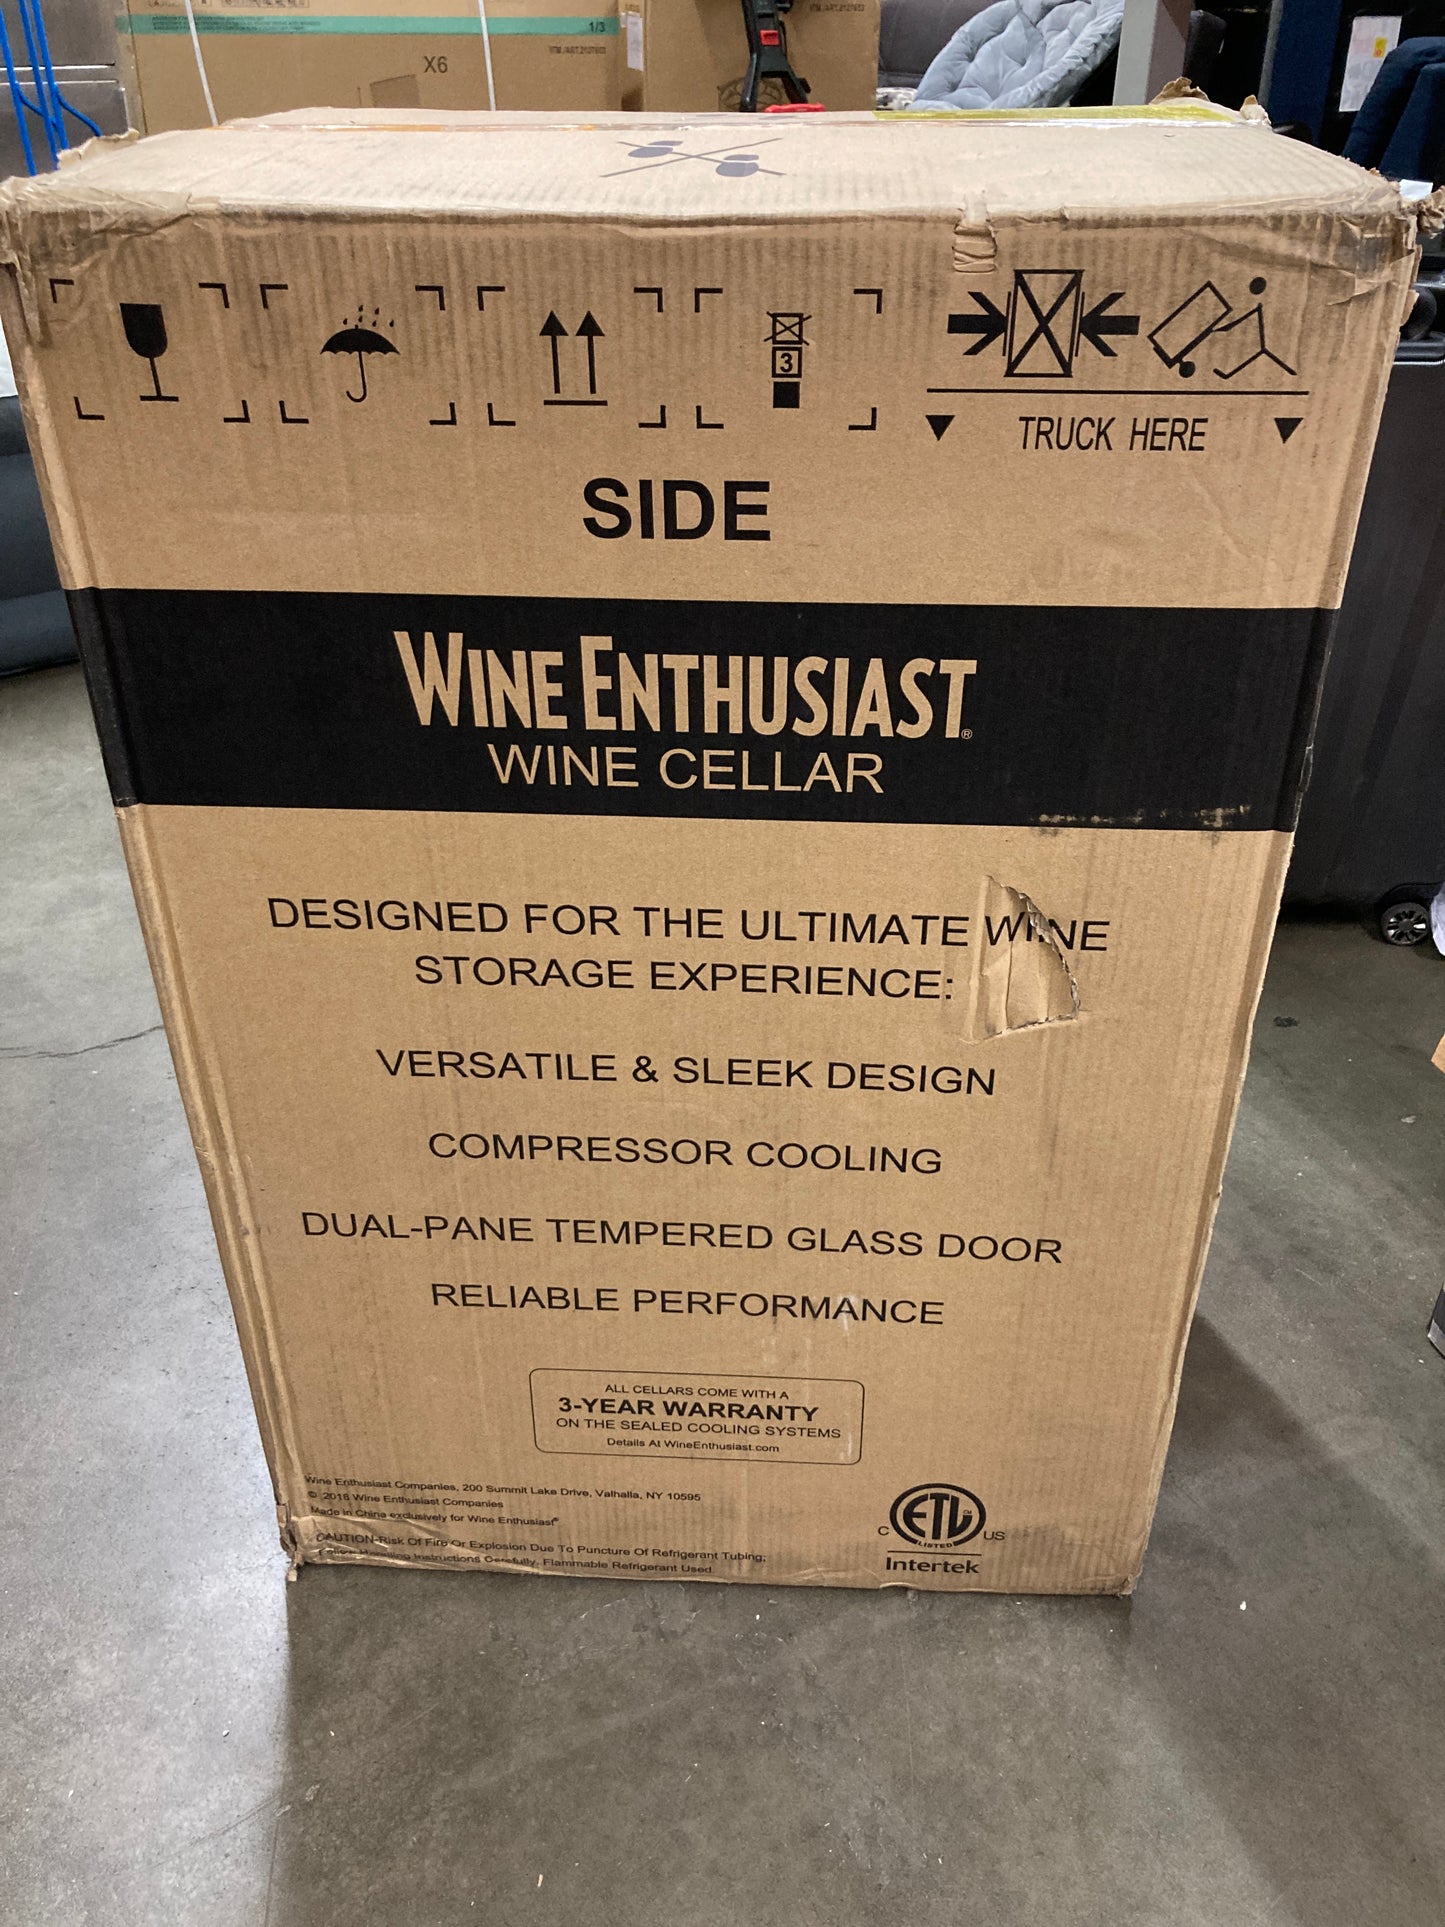 1/3
X6
3
TRUCK HERE
SIDE
WINE ENTHUSIAST®
WINE CELLAR
DESIGNED FOR THE ULTIMATE WINE
STORAGE EXPERIENCE:
VERSATILE & SLEEK DESIGN
COMPRESSOR COOLING
DUAL-PANE TEMPERED GLASS DOOR
RELIABLE PERFORMANCE
ALL CELLARS COME WITH A
3-YEAR WARRANTY
ON THE SEALED COOLING SYSTEMS
Details At WineEnthusiast.com
Wine Enthusiast Companies, 200 Summit Lake Drive, Valhalla, NY 10595
© 2018 Wine Enthusiast Companies
Made in China exclusively for Wine Enthusiast®
CAUTION-Risk Of Fire Or Explosion Due To Puncture Of Refrigerant Tubing;
Follow Handling Instructions Carefully. Flammable Refrigerant Used.
C ETL US
LISTED
Intertek